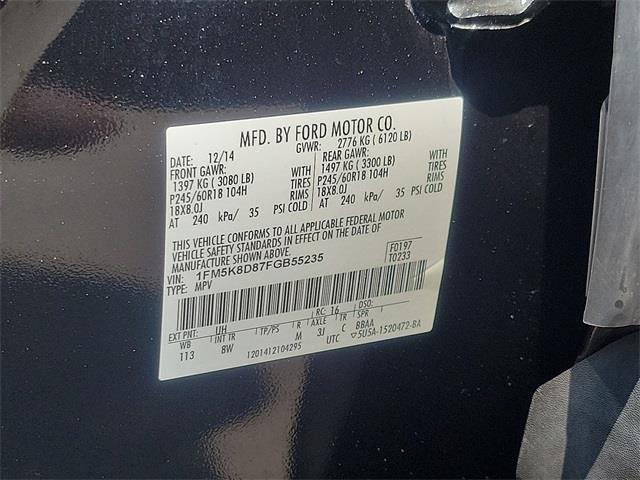 MFD. BY FORD MOTOR CO.
DATE: 12/14 GVWR: 2776 KG ( 6120 LB)
FRONT GAWR: WITH REAR GAWR: WITH
1397 KG ( 3080 LB) TIRES 1497 KG ( 3300 LB) TIRES
P245/60R18 104H RIMS P245/60R18 104H RIMS
18X8.0J PSI COLD 18X8.0J PSI COLD
AT 240 kPa/ 35 AT 240 kPa/ 35
THIS VEHICLE CONFORMS TO ALL APPLICABLE FEDERAL MOTOR
VEHICLE SAFETY STANDARDS IN EFFECT ON THE DATE OF
MANUFACTURE SHOWN ABOVE.
VIN: 1FM5K8D87FGB55235 F0197
TYPE: MPV T0233
EXT PNT: UH RC: 16 DSO:
WB INT TR TP/PS R AXLE TR SPR
113 8W M 3J C BBAA
1201412104295 UTC ▽5U5A-1520472-BA